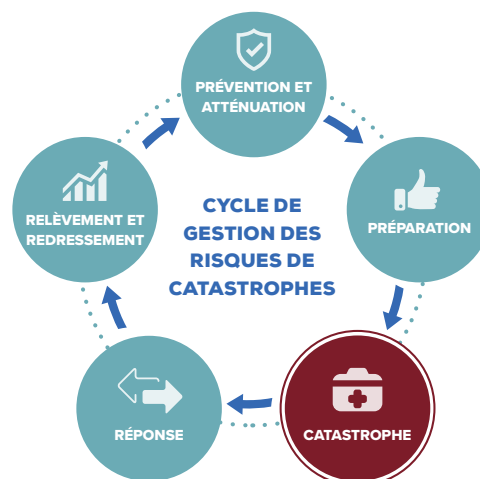 PRÉVENTION ET
ATTÉNUATION
PRÉPARATION
CATASTROPHE
RÉPONSE
RELÈVEMENT ET
REDRESSEMENT
CYCLE DE
GESTION DES
RISQUES DE
CATASTROPHES